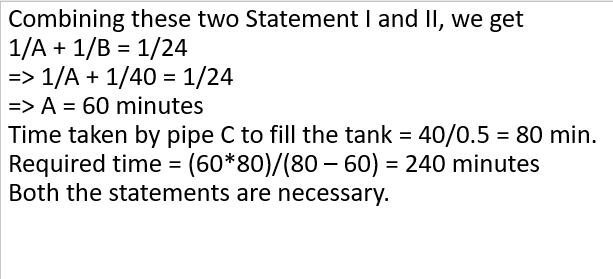 Combining these two Statement I and II, we get
1/A + 1/B = 1/24
=> 1/A + 1/40 = 1/24
=> A = 60 minutes
Time taken by pipe C to fill the tank = 40/0.5 = 80 min.
Required time = (60*80)/(80 – 60) = 240 minutes
Both the statements are necessary.